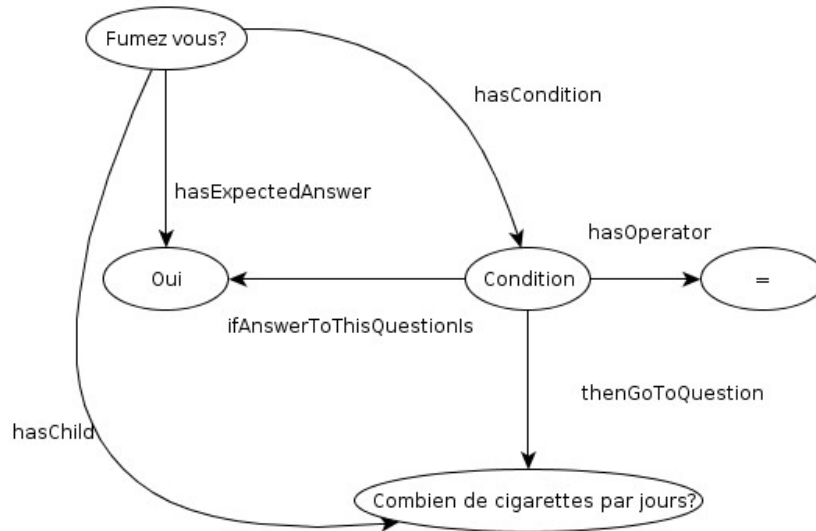 Fumez vous?
hasCondition
hasExpectedAnswer
hasOperator
Oui
Condition
=
ifAnswerToThisQuestionIs
thenGoToQuestion
hasChild
Combien de cigarettes par jours?